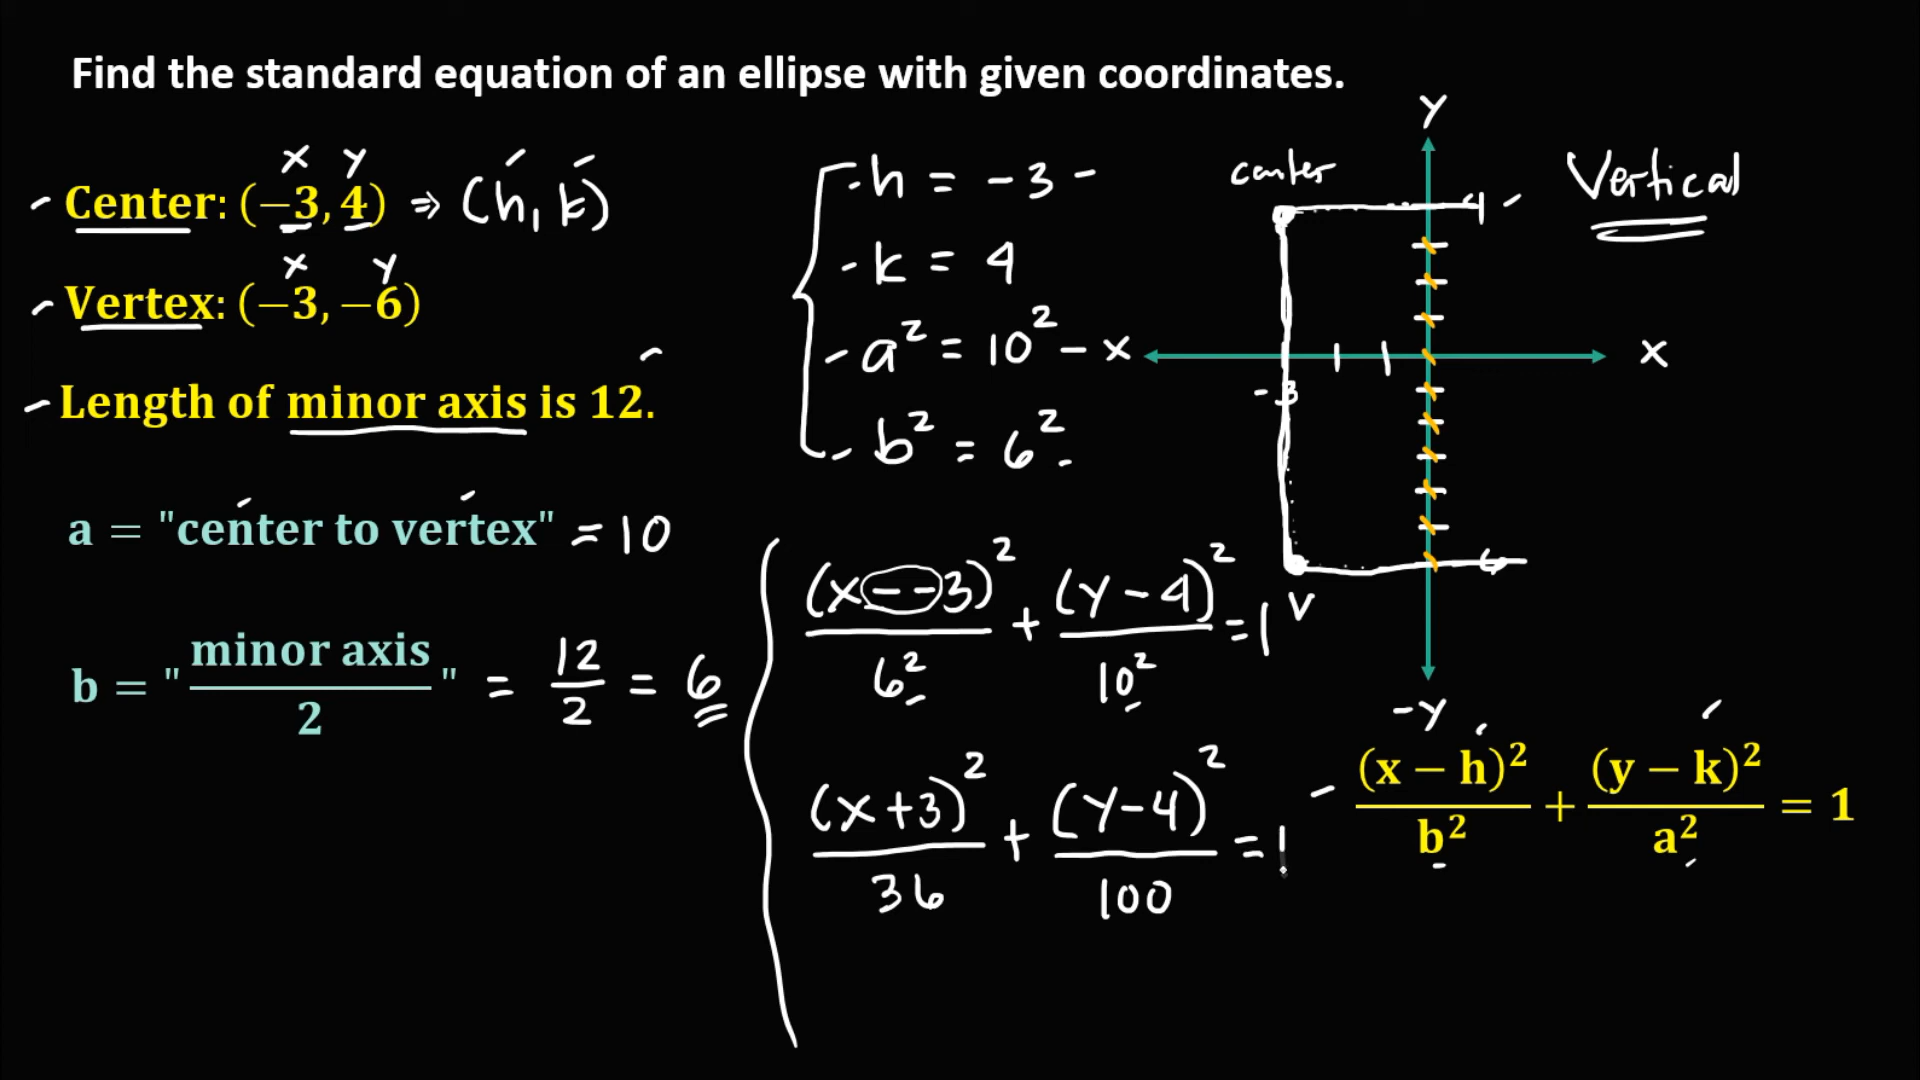 Find the standard equation of an ellipse with given coordinates.
x y
Center: (−3, 4) ⇒ (h, k)
x y
Vertex: (−3, −6)
Length of minor axis is 12.
a = "center to vertex" = 10
b = "minor axis/2" = 12/2 = 6
h = -3
k = 4
a² = 10²
b² = 6²
(x--3)²/6² + (y-4)²/10² = 1
(x+3)²/36 + (y-4)²/100 = 1
y
center
4
Vertical
-x
x
-3
-6
V
-y
(x − h)²/b² + (y − k)²/a² = 1